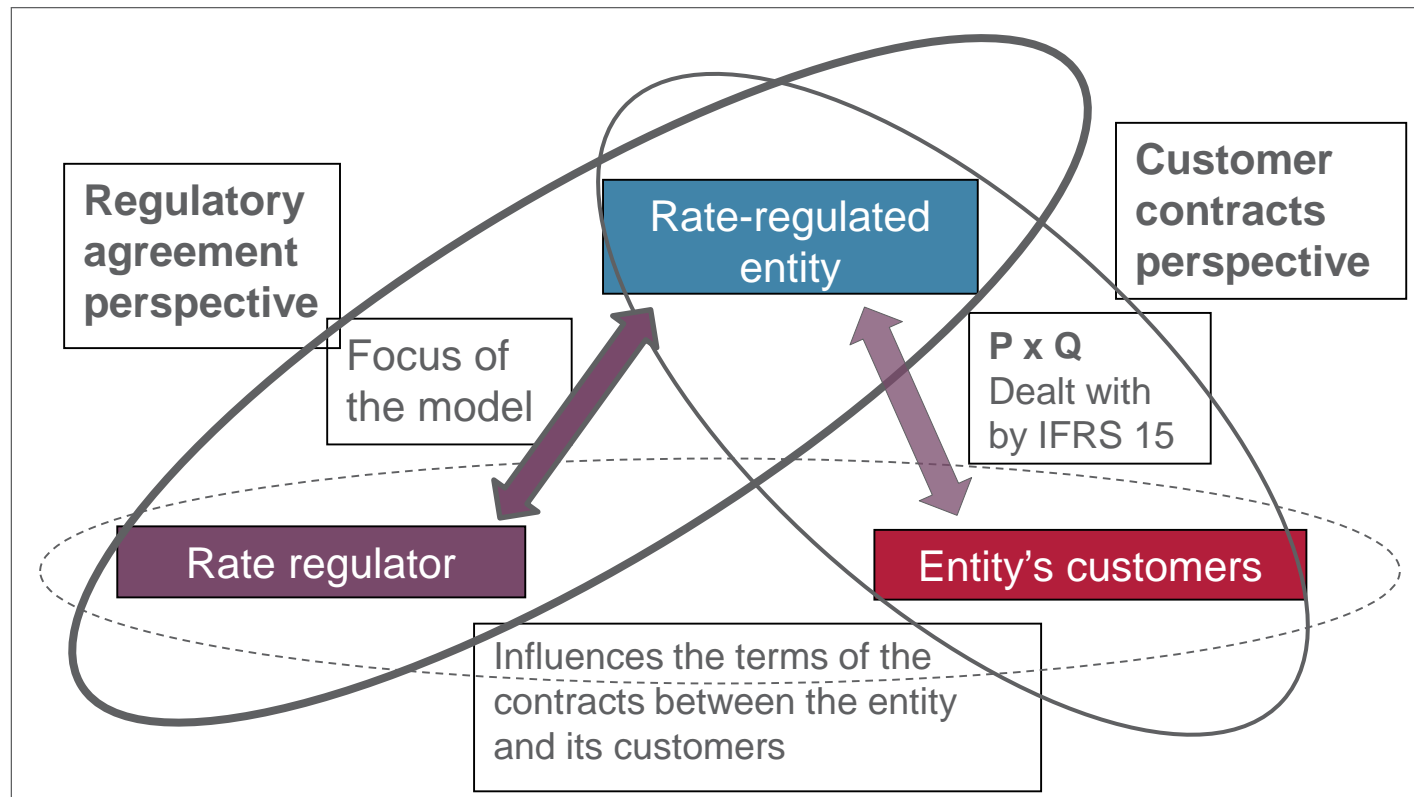 Regulatory
agreement
perspective
Rate-regulated
entity
Customer
contracts
perspective
Focus of
the model
P x Q
Dealt with
by IFRS 15
Rate regulator
Entity’s customers
Influences the terms of the
contracts between the entity
and its customers